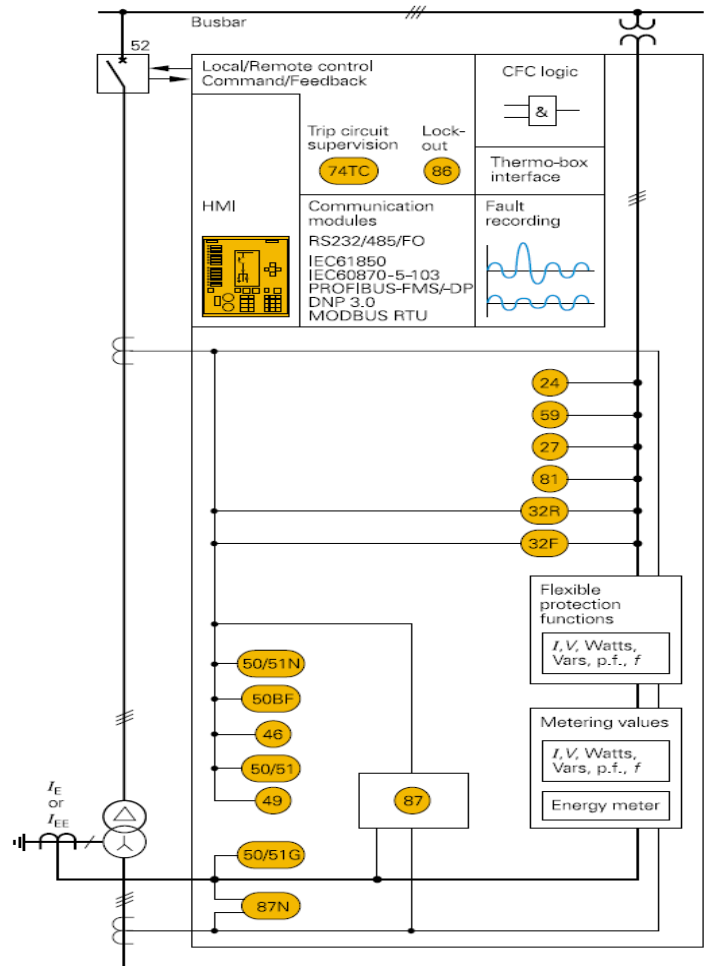 Busbar
52
Local/Remote control
Command/Feedback
CFC logic
&
Trip circuit
supervision
74TC
Lock-
out
86
Thermo-box
interface
HMI
Communication
modules
RS232/485/FO
IEC61850
IEC60870-5-103
PROFIBUS-FMS/-DP
DNP 3.0
MODBUS RTU
Fault
recording
24
59
27
81
32R
32F
Flexible
protection
functions
I, V, Watts,
Vars, p.f., f
50/51N
50BF
46
50/51
49
87
Metering values
I, V, Watts,
Vars, p.f., f
Energy meter
IE
or
IEE
50/51G
87N